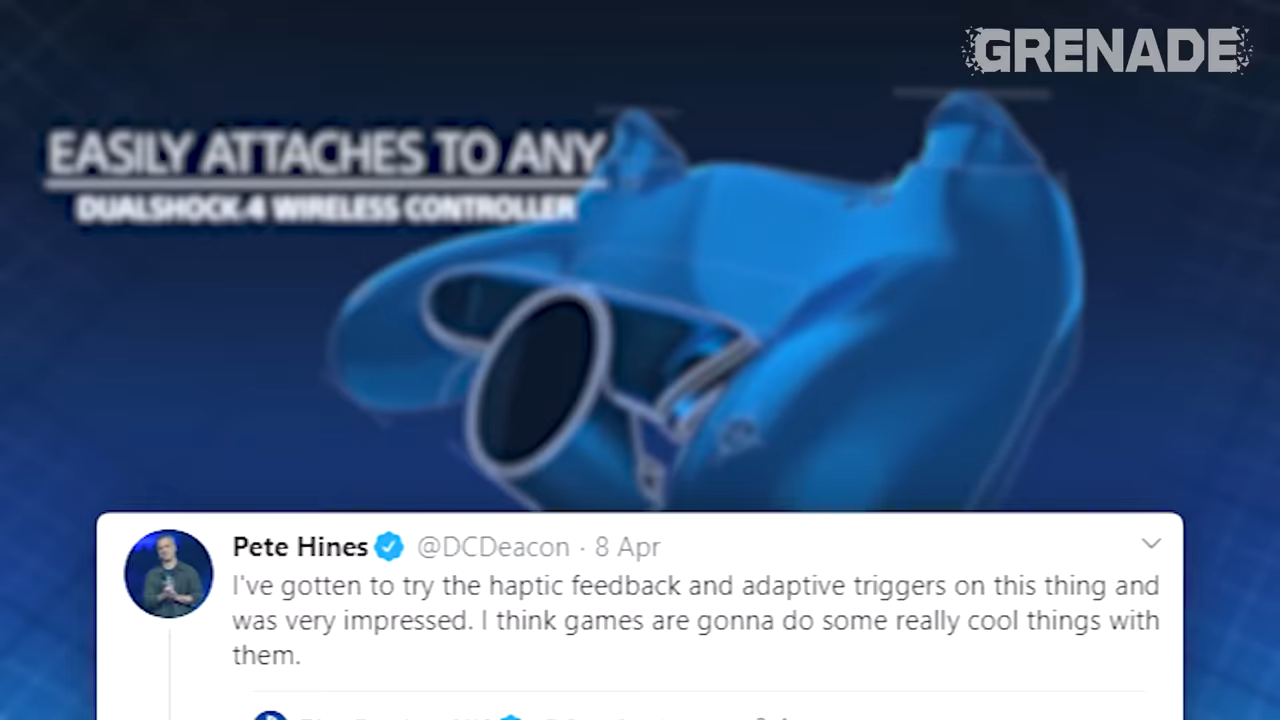 GRENADE
EASILY ATTACHES TO ANY
DUALSHOCK 4 WIRELESS CONTROLLER
Pete Hines @DCDeacon · 8 Apr
I've gotten to try the haptic feedback and adaptive triggers on this thing and
was very impressed. I think games are gonna do some really cool things with
them.